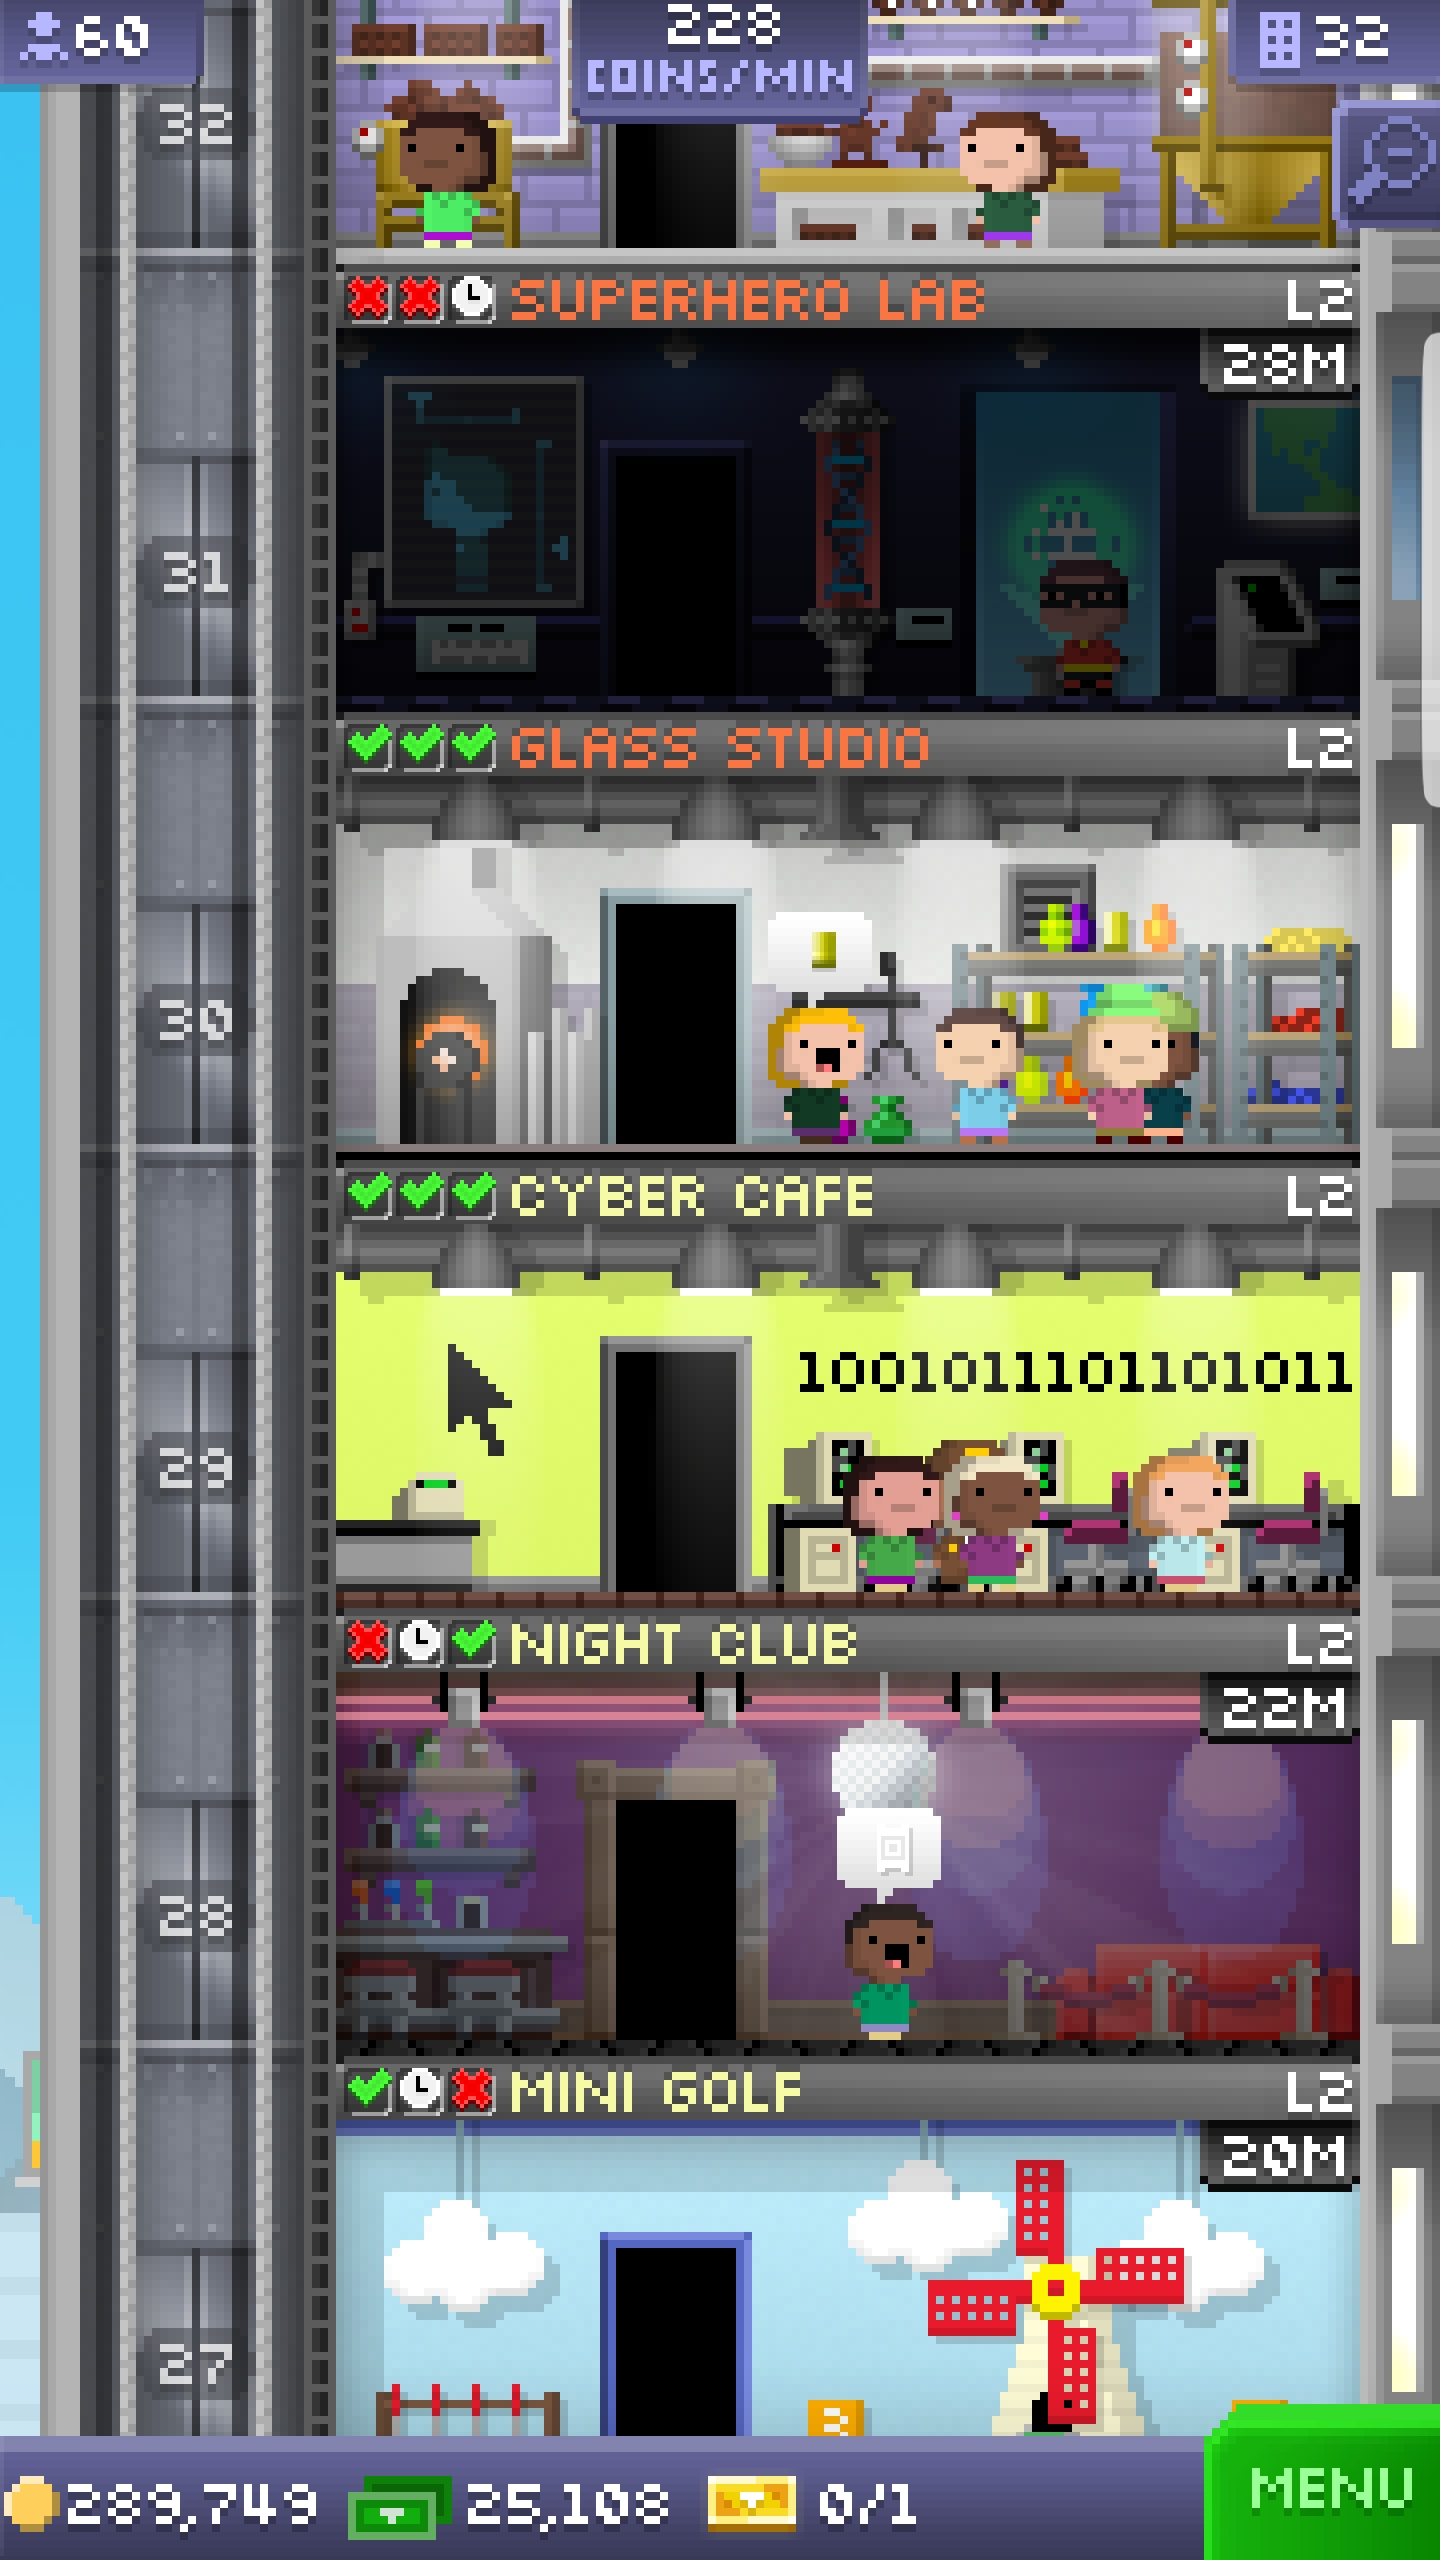 60
228
COINS/MIN
32
32
SUPERHERO LAB L2
28M
31
GLASS STUDIO L2
30
CYBER CAFE L2
1001011101101011
29
NIGHT CLUB L2
22M
28
MINI GOLF L2
20M
27
3
289,749 25,108 0/1
MENU